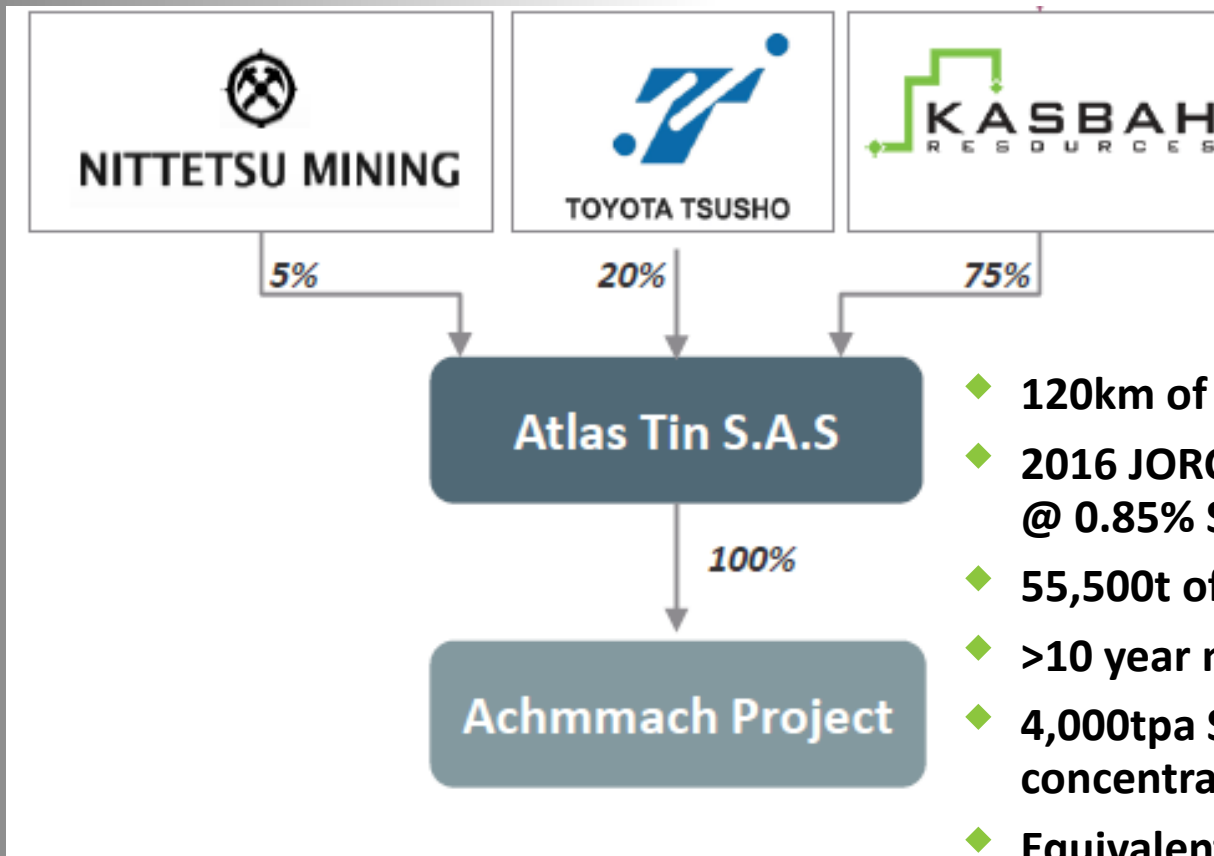 NITTETSU MINING
TOYOTA TSUSHO
KASBAH
RESOURCES
5%
20%
75%
Atlas Tin S.A.S
100%
Achmmach Project
120km of
2016 JORC
@ 0.85%
55,500t of
>10 year
4,000tpa